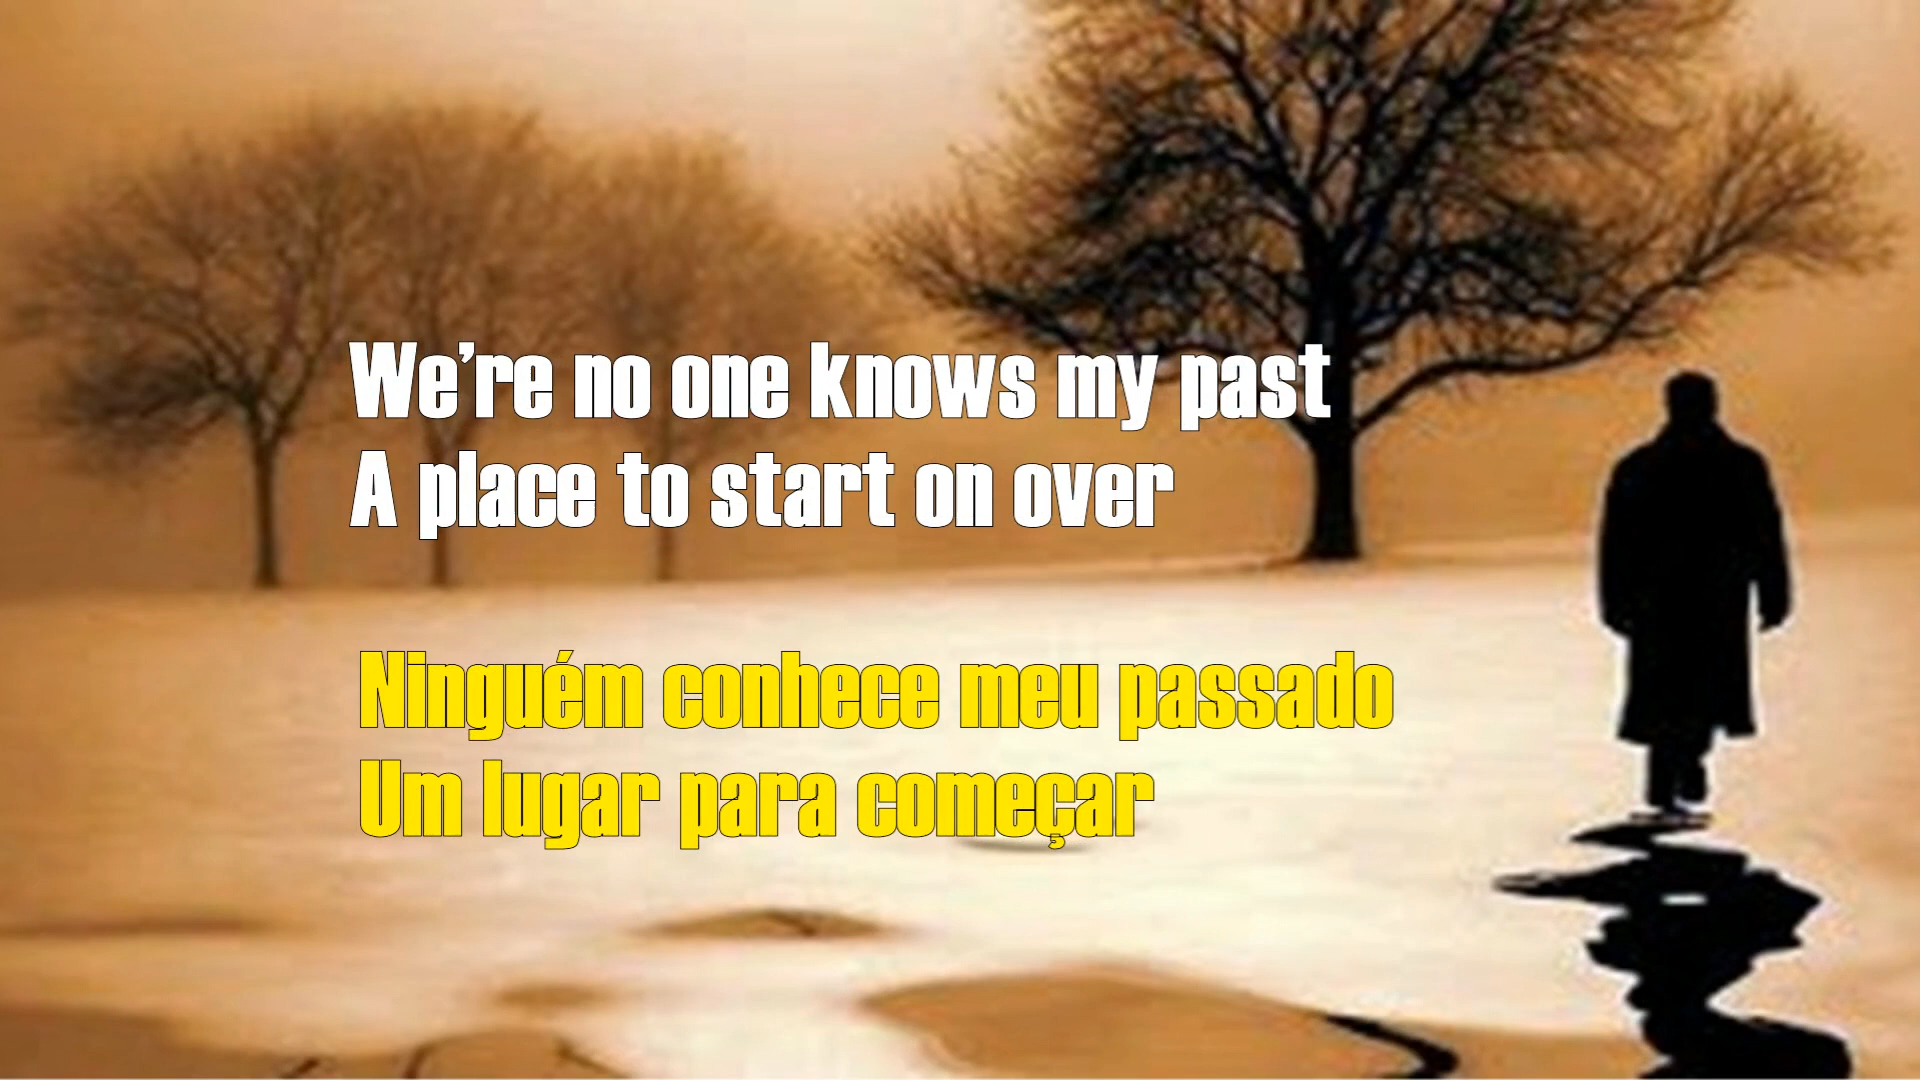 We’re no one knows my past
A place to start on over
Ninguém conhece meu passado
Um lugar para começar